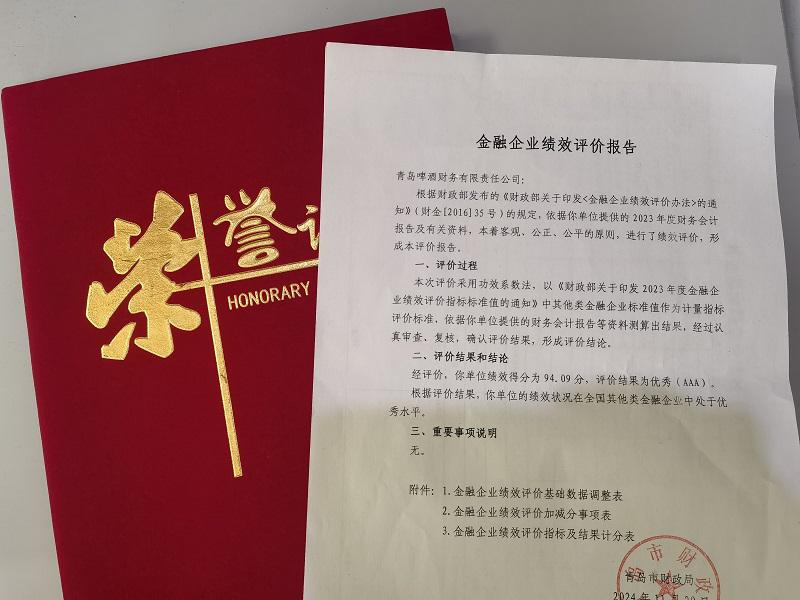 荣誉
HONORARY
金融企业绩效评价报告
青岛啤酒财务有限责任公司：
根据财政部发布的《财政部关于印发<金融企业绩效评价办法>的通
知》（财金[2016]35 号）的规定，依据你单位提供的 2023 年度财务会计
报告及有关资料，本着客观、公正、公平的原则，进行了绩效评价，形
成本评价报告。
一、评价过程
本次评价采用功效系数法，以《财政部关于印发 2023 年度金融企
业绩效评价指标标准值的通知》中其他类金融企业标准值作为计量指标
评价标准，依据你单位提供的财务会计报告等资料测算出结果，经过认
真审查、复核，确认评价结果，形成评价结论。
二、评价结果和结论
经评价，你单位绩效得分为 94.09 分，评价结果为优秀（AAA）。
根据评价结果，你单位的绩效状况在全国其他类金融企业中处于优
秀水平。
三、重要事项说明
无。
附件：1.金融企业绩效评价基础数据调整表
2.金融企业绩效评价加减分事项表
3.金融企业绩效评价指标及结果计分表
岛市财政
青岛市财政局
2024 年 11 月